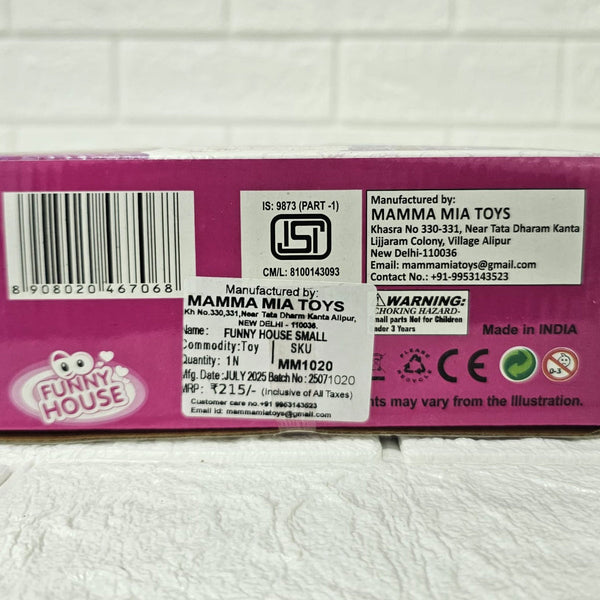 IS: 9873 (PART -1)
ISI
CM/L: 8100143093
8 908020 467068
Manufactured by:
MAMMA MIA TOYS
Khasra No 330-331, Near Tata Dharam Kanta
Lijjaram Colony, Village Alipur
New Delhi-110036
Email: mammamiatoys@gmail.com
Contact No.: +91-9953143523
Manufactured by:
MAMMA MIA TOYS
Kh No.330,331,Near Tata Dharm Kanta Alipur,
NEW DELHI - 110036.
Name: FUNNY HOUSE SMALL
Commodity:Toy SKU
Quantity: 1N MM1020
Mfg. Date :JULY 2025 Batch No: 25071020
MRP: ₹215/- (Inclusive of All Taxes)
Customer care no.+91 9953143523
Email id: mammamiatoys@gmail.com
WARNING:
CHOKING HAZARD-
small parts Not for Children
under 3 Years
Made in INDIA
PLEASE
RECYCLE
CE
0-3
may vary from the Illustration.
FUNNY
HOUSE